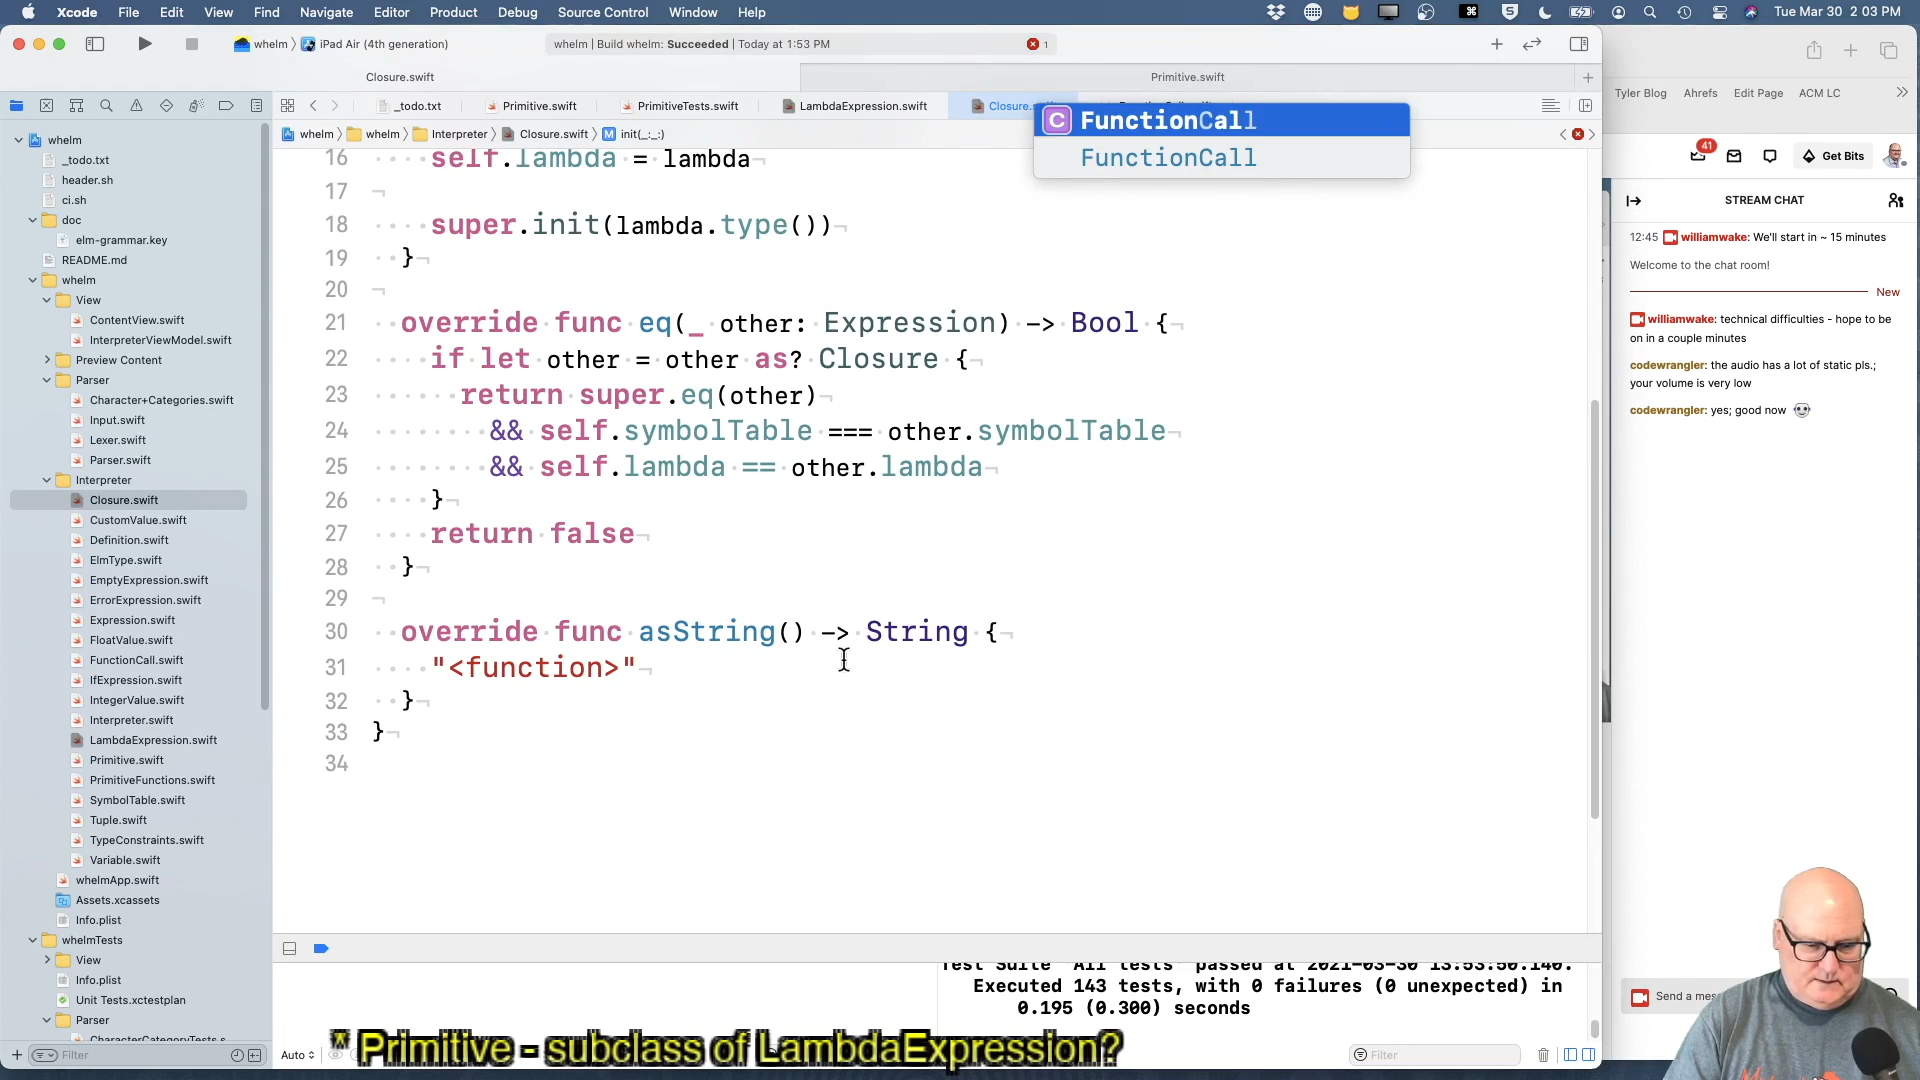 Xcode File Edit View Find Navigate Editor Product Debug Source Control Window Help Tue Mar 30 2 03 PM
whelm iPad Air (4th generation) whelm | Build whelm: Succeeded | Today at 1:53 PM 1
Closure.swift Primitive.swift
_todo.txt Primitive.swift PrimitiveTests.swift LambdaExpression.swift
whelm whelm Interpreter Closure.swift M init(_:_:)
C FunctionCall
FunctionCall
whelm
_todo.txt
header.sh
ci.sh
doc
elm-grammar.key
README.md
whelm
View
ContentView.swift
InterpreterViewModel.swift
Preview Content
Parser
Character+Categories.swift
Input.swift
Lexer.swift
Parser.swift
Interpreter
Closure.swift
CustomValue.swift
Definition.swift
ElmType.swift
EmptyExpression.swift
ErrorExpression.swift
Expression.swift
FloatValue.swift
FunctionCall.swift
IfExpression.swift
IntegerValue.swift
Interpreter.swift
LambdaExpression.swift
Primitive.swift
PrimitiveFunctions.swift
SymbolTable.swift
Tuple.swift
TypeConstraints.swift
Variable.swift
whelmApp.swift
Assets.xcassets
Info.plist
whelmTests
View
Info.plist
Unit Tests.xctestplan
Parser
Filter
16 self.lambda = lambda
17
18 super.init(lambda.type())
19 }
20
21 override func eq(_ other: Expression) -> Bool {
22 if let other = other as? Closure {
23 return super.eq(other)
24 && self.symbolTable === other.symbolTable
25 && self.lambda == other.lambda
26 }
27 return false
28 }
29
30 override func asString() -> String {
31 "<function>"
32 }
33 }
34
Test Suite 'All tests' passed at 2021-03-30 13:53:50.140.
Executed 143 tests, with 0 failures (0 unexpected) in
0.195 (0.300) seconds
Auto Filter
* Primitive - subclass of LambdaExpression?
Tyler Blog Ahrefs Edit Page ACM LC
41 Get Bits
STREAM CHAT
12:45 williamwake: We'll start in ~ 15 minutes
Welcome to the chat room!
New
williamwake: technical difficulties - hope to be
on in a couple minutes
codewrangler: the audio has a lot of static pls.;
your volume is very low
codewrangler: yes; good now
Send a mes